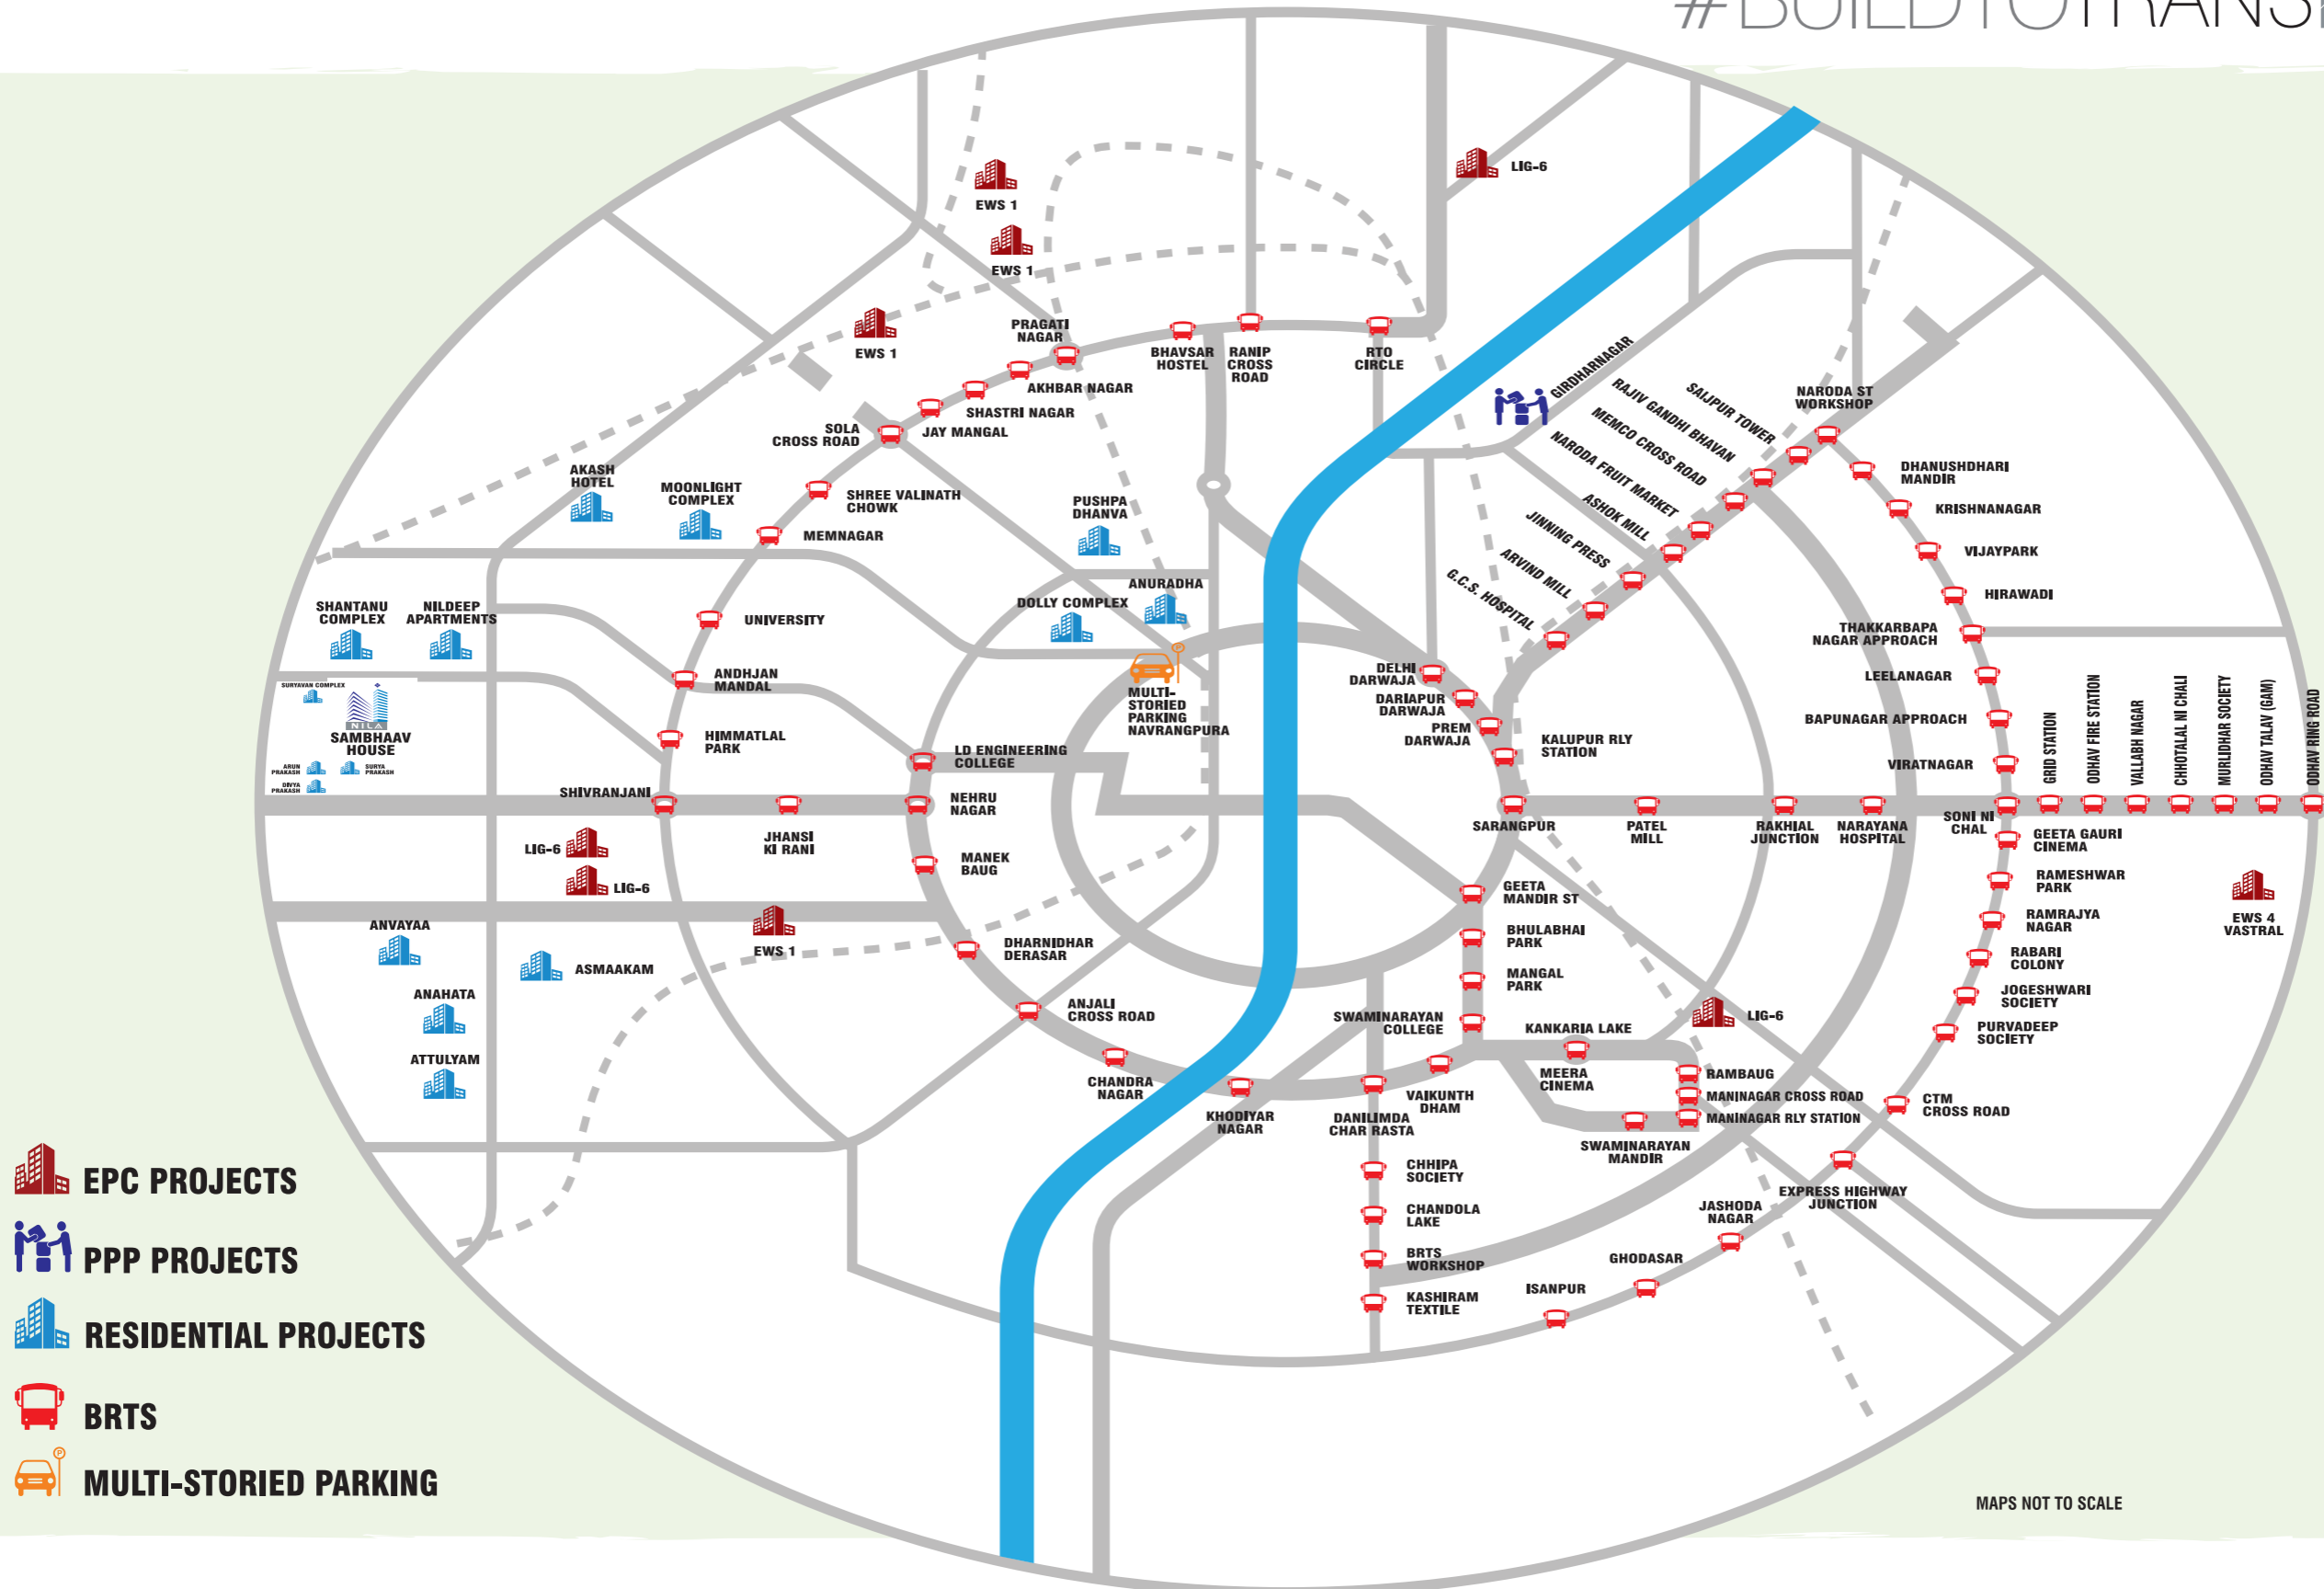 #BUILDTOTRANS
LIG-6
EWS 1
EWS 1
EWS 1
PRAGATI
NAGAR
BHAVSAR
HOSTEL
RANIP
CROSS
ROAD
RTO
CIRCLE
AKHBAR NAGAR
SHASTRI NAGAR
JAY MANGAL
SOLA
CROSS ROAD
GIRDHARNAGAR
SAIJPUR TOWER
RAJIV GANDHI BHAVAN
MEMCO CROSS ROAD
NARODA FRUIT MARKET
ASHOK MILL
JINNING PRESS
ARVIND MILL
G.C.S. HOSPITAL
NARODA ST
WORKSHOP
DHANUSHDHARI
MANDIR
KRISHNANAGAR
VIJAYPARK
HIRAWADI
THAKKARBAPA
NAGAR APPROACH
LEELANAGAR
BAPUNAGAR APPROACH
VIRATNAGAR
AKASH
HOTEL
MOONLIGHT
COMPLEX
SHREE VALINATH
CHOWK
MEMNAGAR
PUSHPA
DHANVA
ANURADHA
DOLLY COMPLEX
SHANTANU
COMPLEX
NILDEEP
APARTMENTS
UNIVERSITY
ANDHJAN
MANDAL
HIMMATLAL
PARK
SURYAVAN COMPLEX
NILA
SAMBHAAV
HOUSE
ARUN
PRAKASH
SURYA
PRAKASH
DIVYA
PRAKASH
P
MULTI-
STORIED
PARKING
NAVRANGPURA
DELHI
DARWAJA
DARIAPUR
DARWAJA
PREM
DARWAJA
KALUPUR RLY
STATION
LD ENGINEERING
COLLEGE
SHIVRANJANI
JHANSI
KI RANI
NEHRU
NAGAR
MANEK
BAUG
SARANGPUR
PATEL
MILL
RAKHIAL
JUNCTION
NARAYANA
HOSPITAL
SONI NI
CHAL
GRID STATION
ODHAV FIRE STATION
VALLABH NAGAR
CHHOTALAL NI CHALI
MURLIDHAR SOCIETY
ODHAV TALAV (GAM)
ODHAV RING ROAD
GEETA GAURI
CINEMA
RAMESHWAR
PARK
RAMRAJYA
NAGAR
RABARI
COLONY
JOGESHWARI
SOCIETY
PURVADEEP
SOCIETY
EWS 4
VASTRAL
LIG-6
LIG-6
EWS 1
ANVAYAA
ASMAAKAM
ANAHATA
ATTULYAM
DHARNIDHAR
DERASAR
ANJALI
CROSS ROAD
CHANDRA
NAGAR
KHODIYAR
NAGAR
GEETA
MANDIR ST
BHULABHAI
PARK
MANGAL
PARK
SWAMINARAYAN
COLLEGE
KANKARIA LAKE
LIG-6
MEERA
CINEMA
VAIKUNTH
DHAM
DANILIMDA
CHAR RASTA
RAMBAUG
MANINAGAR CROSS ROAD
MANINAGAR RLY STATION
SWAMINARAYAN
MANDIR
CTM
CROSS ROAD
EXPRESS HIGHWAY
JUNCTION
JASHODA
NAGAR
GHODASAR
ISANPUR
CHHIPA
SOCIETY
CHANDOLA
LAKE
BRTS
WORKSHOP
KASHIRAM
TEXTILE
EPC PROJECTS
PPP PROJECTS
RESIDENTIAL PROJECTS
BRTS
P
MULTI-STORIED PARKING
MAPS NOT TO SCALE